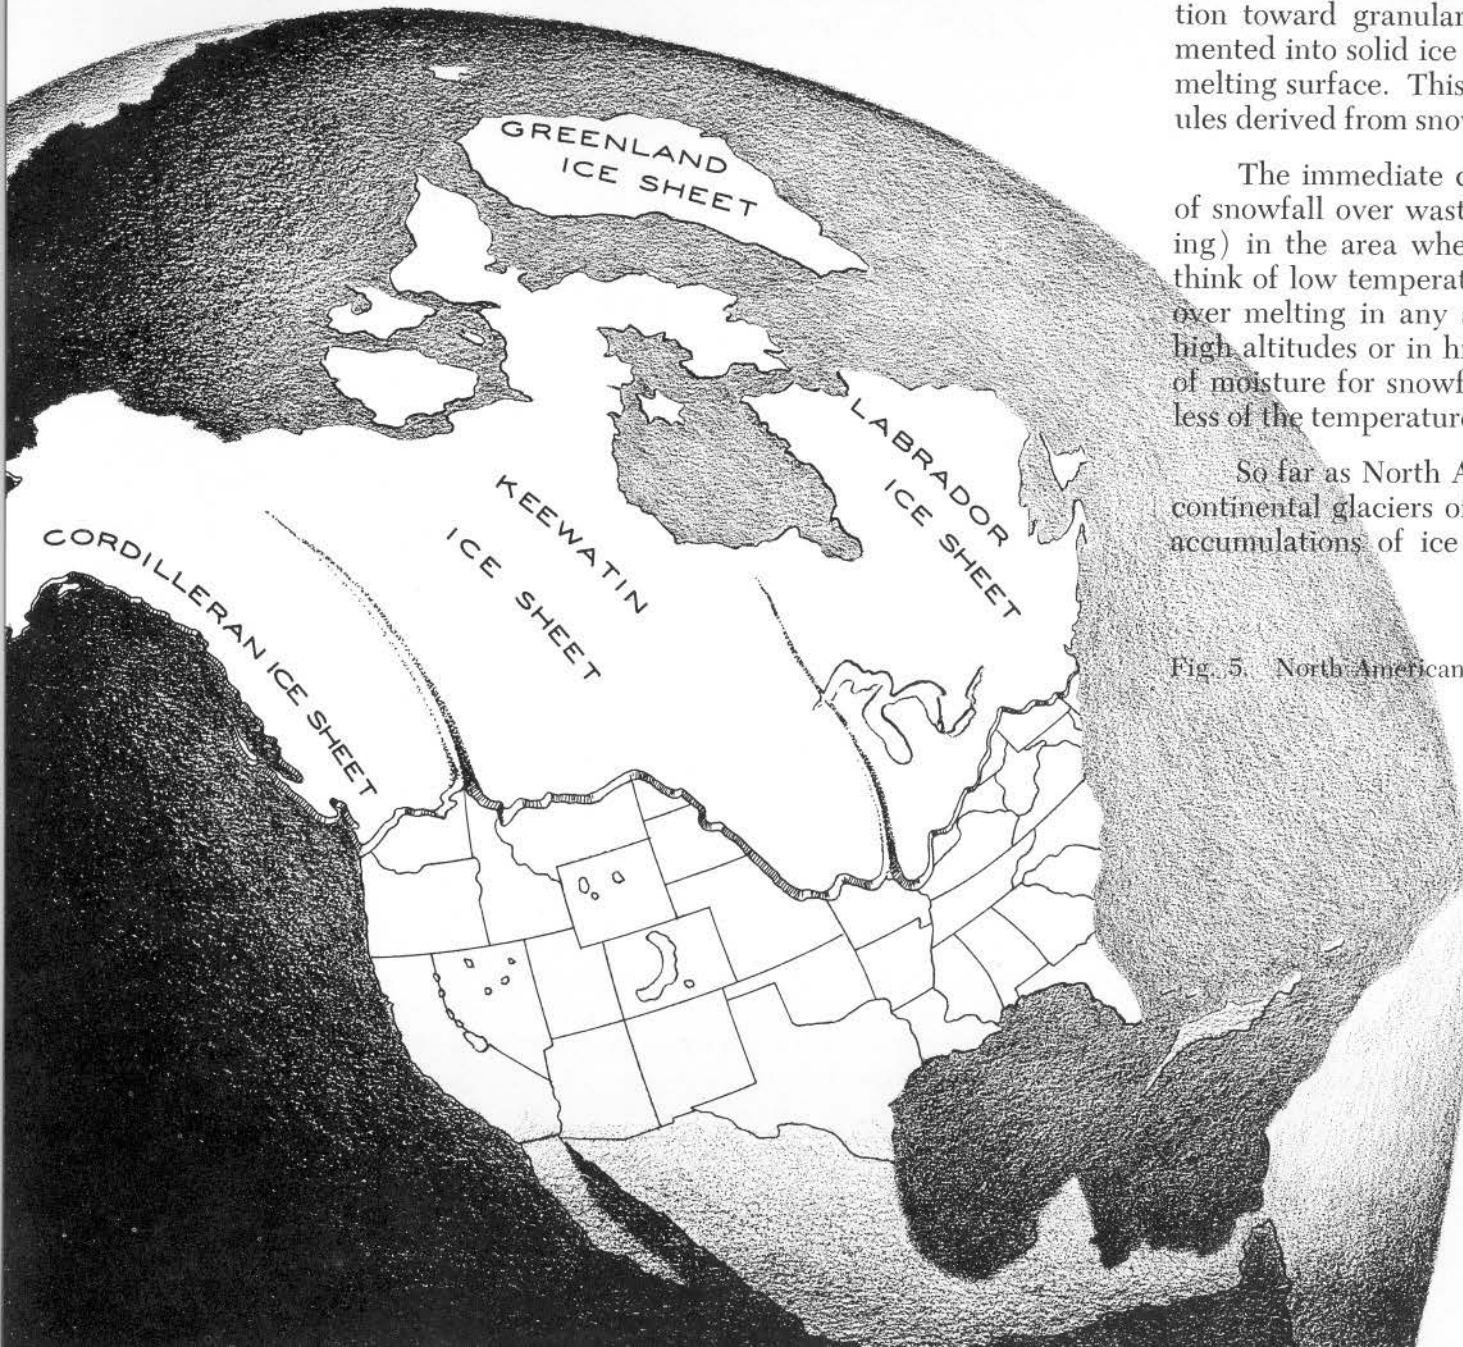 GREENLAND
ICE SHEET
LABRADOR
ICE SHEET
KEEWATIN
ICE SHEET
CORDILLERAN ICE SHEET
tion toward granular
mented into solid ice
melting surface. This
ules derived from snow
The immediate c
of snowfall over wast
ing) in the area whe
think of low temperat
over melting in any
high altitudes or in hi
of moisture for snowf
less of the temperature
So far as North A
continental glaciers of
accumulations of ice
Fig. 5. North American